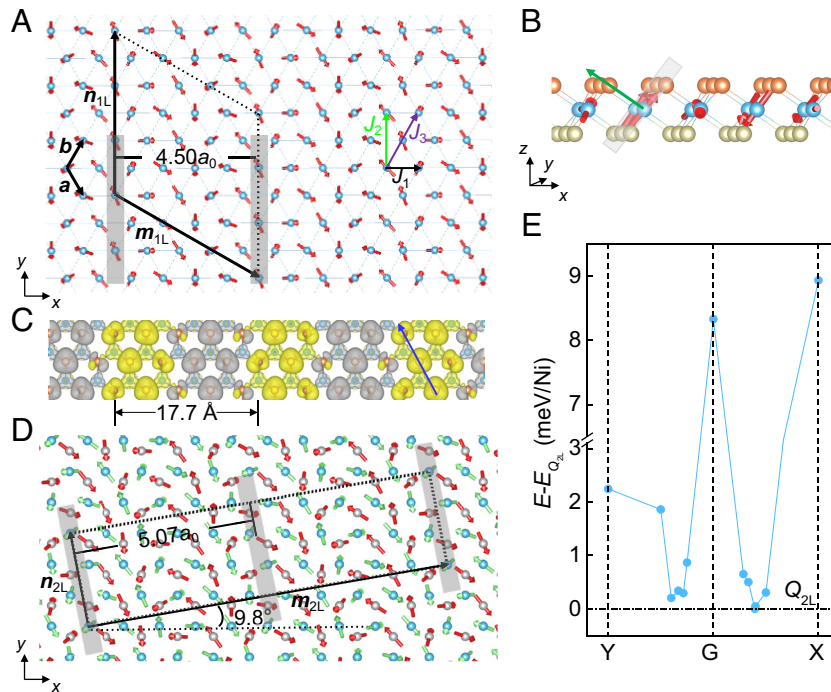 A
B
n1L
b
a
4.50a0
m1L
J2
J3
J1
y
x
z
y
x
C
17.7 Å
D
n2L
5.07a0
m2L
9.8°
y
x
E
E-EQ2L (meV/Ni)
9
8
7
3
2
1
0
Q2L
Y
G
X